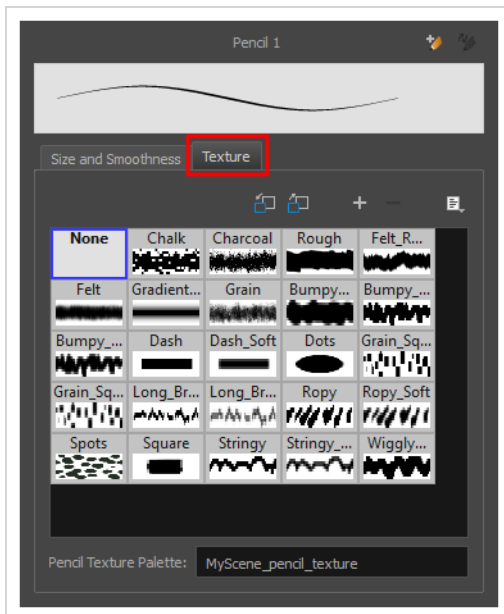 Pencil 1
Size and Smoothness Texture
None Chalk Charcoal Rough Felt_R...
Felt Gradient... Grain Bumpy... Bumpy_...
Bumpy_... Dash Dash_Soft Dots Grain_Sq...
Grain_Sq... Long_Br... Long_Br... Ropy Ropy_Soft
Spots Square Stringy Stringy_... Wiggly...
Pencil Texture Palette: MyScene_pencil_texture